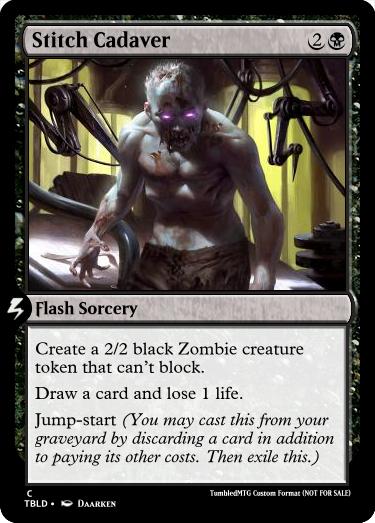 Stitch Cadaver 2
Flash Sorcery
Create a 2/2 black Zombie creature
token that can't block.
Draw a card and lose 1 life.
Jump-start (You may cast this from your
graveyard by discarding a card in addition
to paying its other costs. Then exile this.)
C
TBLD • DAARKEN
TumbledMTG Custom Format (NOT FOR SALE)